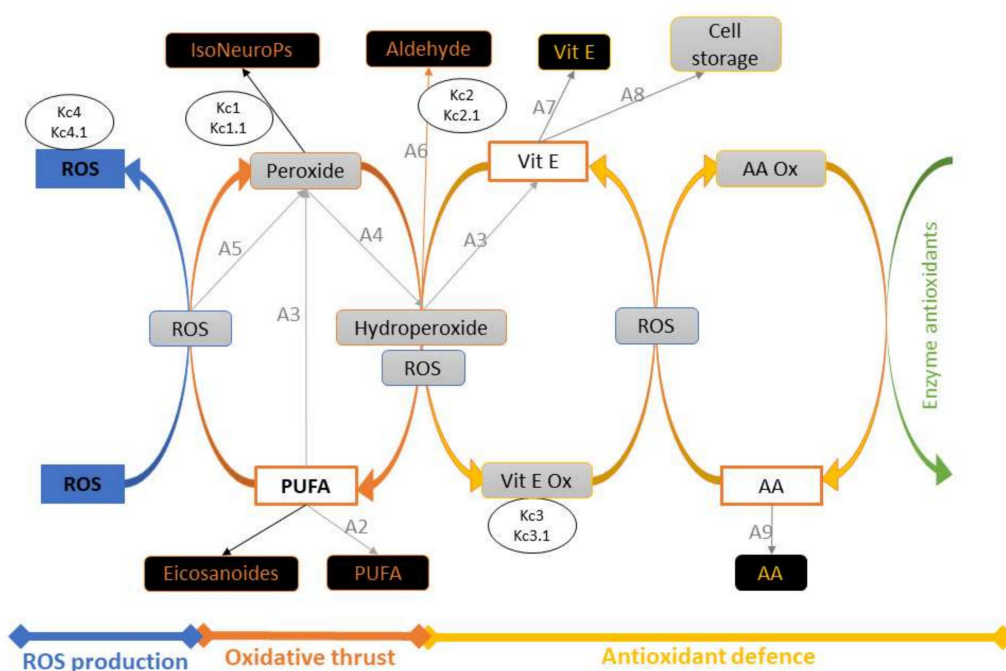 IsoNeuroPs
Aldehyde
Vit E
Cell
storage
Kc4
Kc4.1
Kc1
Kc1.1
Kc2
Kc2.1
A7
A8
ROS
Peroxide
A6
Vit E
AA Ox
A5
A4
A3
A3
ROS
Hydroperoxide
ROS
ROS
Enzyme antioxidants
ROS
PUFA
Vit E Ox
AA
Kc3
Kc3.1
A2
A9
Eicosanoides
PUFA
AA
ROS production
Oxidative thrust
Antioxidant defence